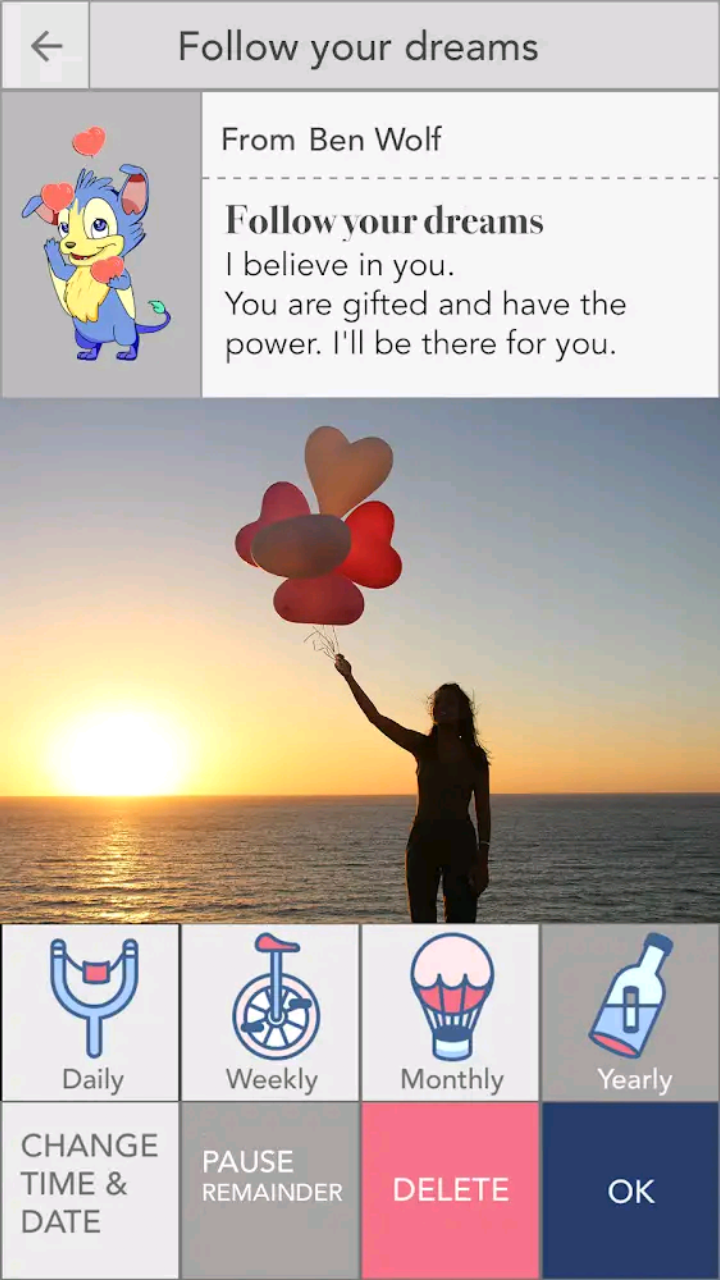 Follow your dreams
From Ben Wolf
Follow your dreams
I believe in you.
You are gifted and have the
power. I'll be there for you.
Daily
Weekly
Monthly
Yearly
CHANGE
TIME &
DATE
PAUSE
REMAINDER
DELETE
OK